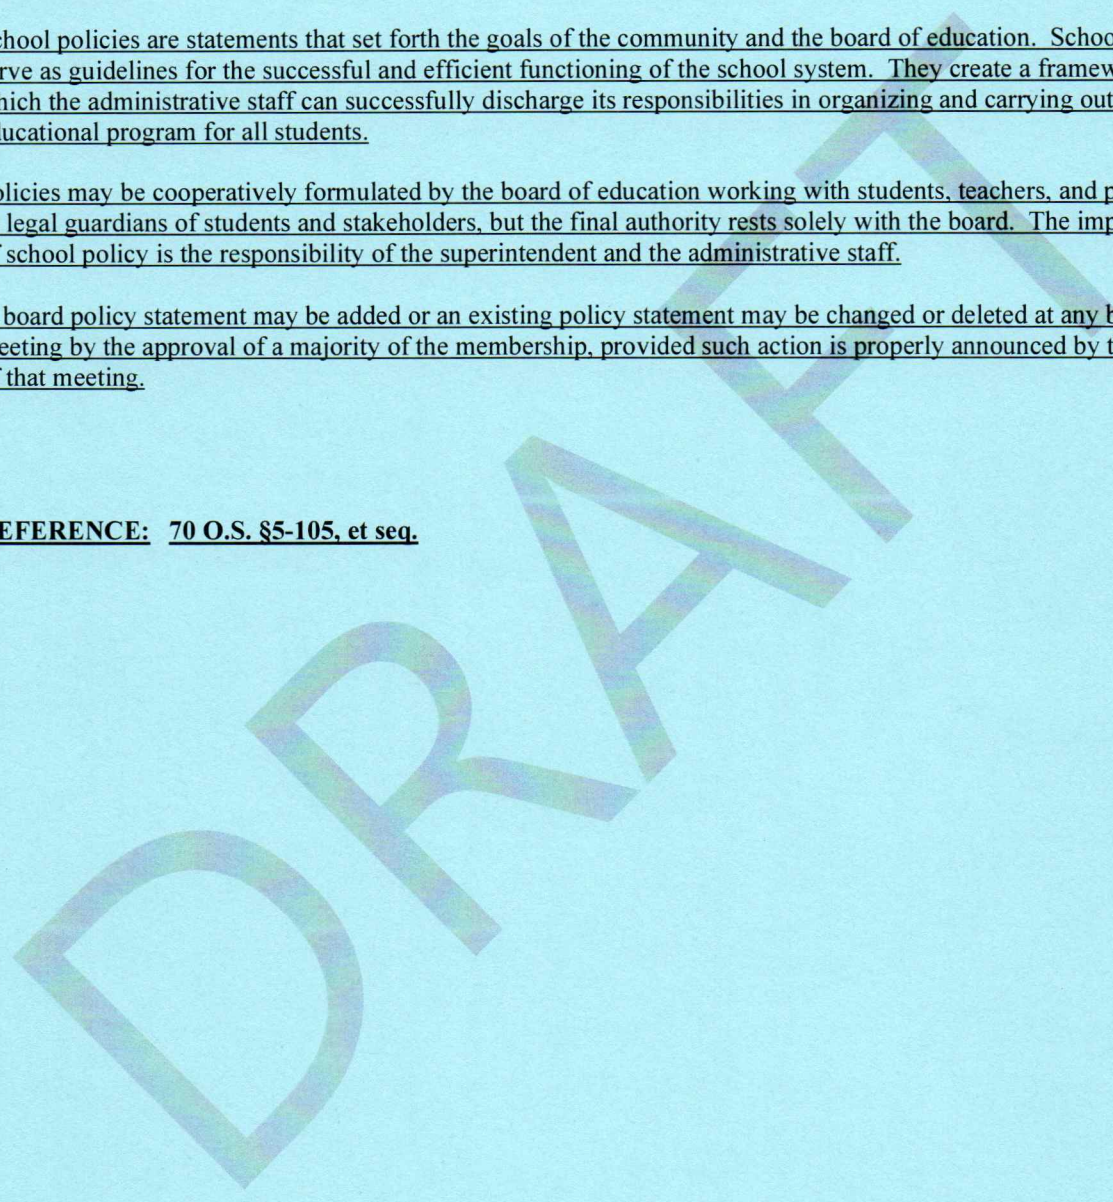 chool policies are statements that set forth the goals of the community and the board of education. Schoo
rve as guidelines for the successful and efficient functioning of the school system. They create a framew
hich the administrative staff can successfully discharge its responsibilities in organizing and carrying out
ducational program for all students.
olicies may be cooperatively formulated by the board of education working with students, teachers, and p
legal guardians of students and stakeholders, but the final authority rests solely with the board. The imp
f school policy is the responsibility of the superintendent and the administrative staff.
board policy statement may be added or an existing policy statement may be changed or deleted at any b
eeting by the approval of a majority of the membership, provided such action is properly announced by t
f that meeting.
EFERENCE: 70 O.S. §5-105, et seq.
DRAFT